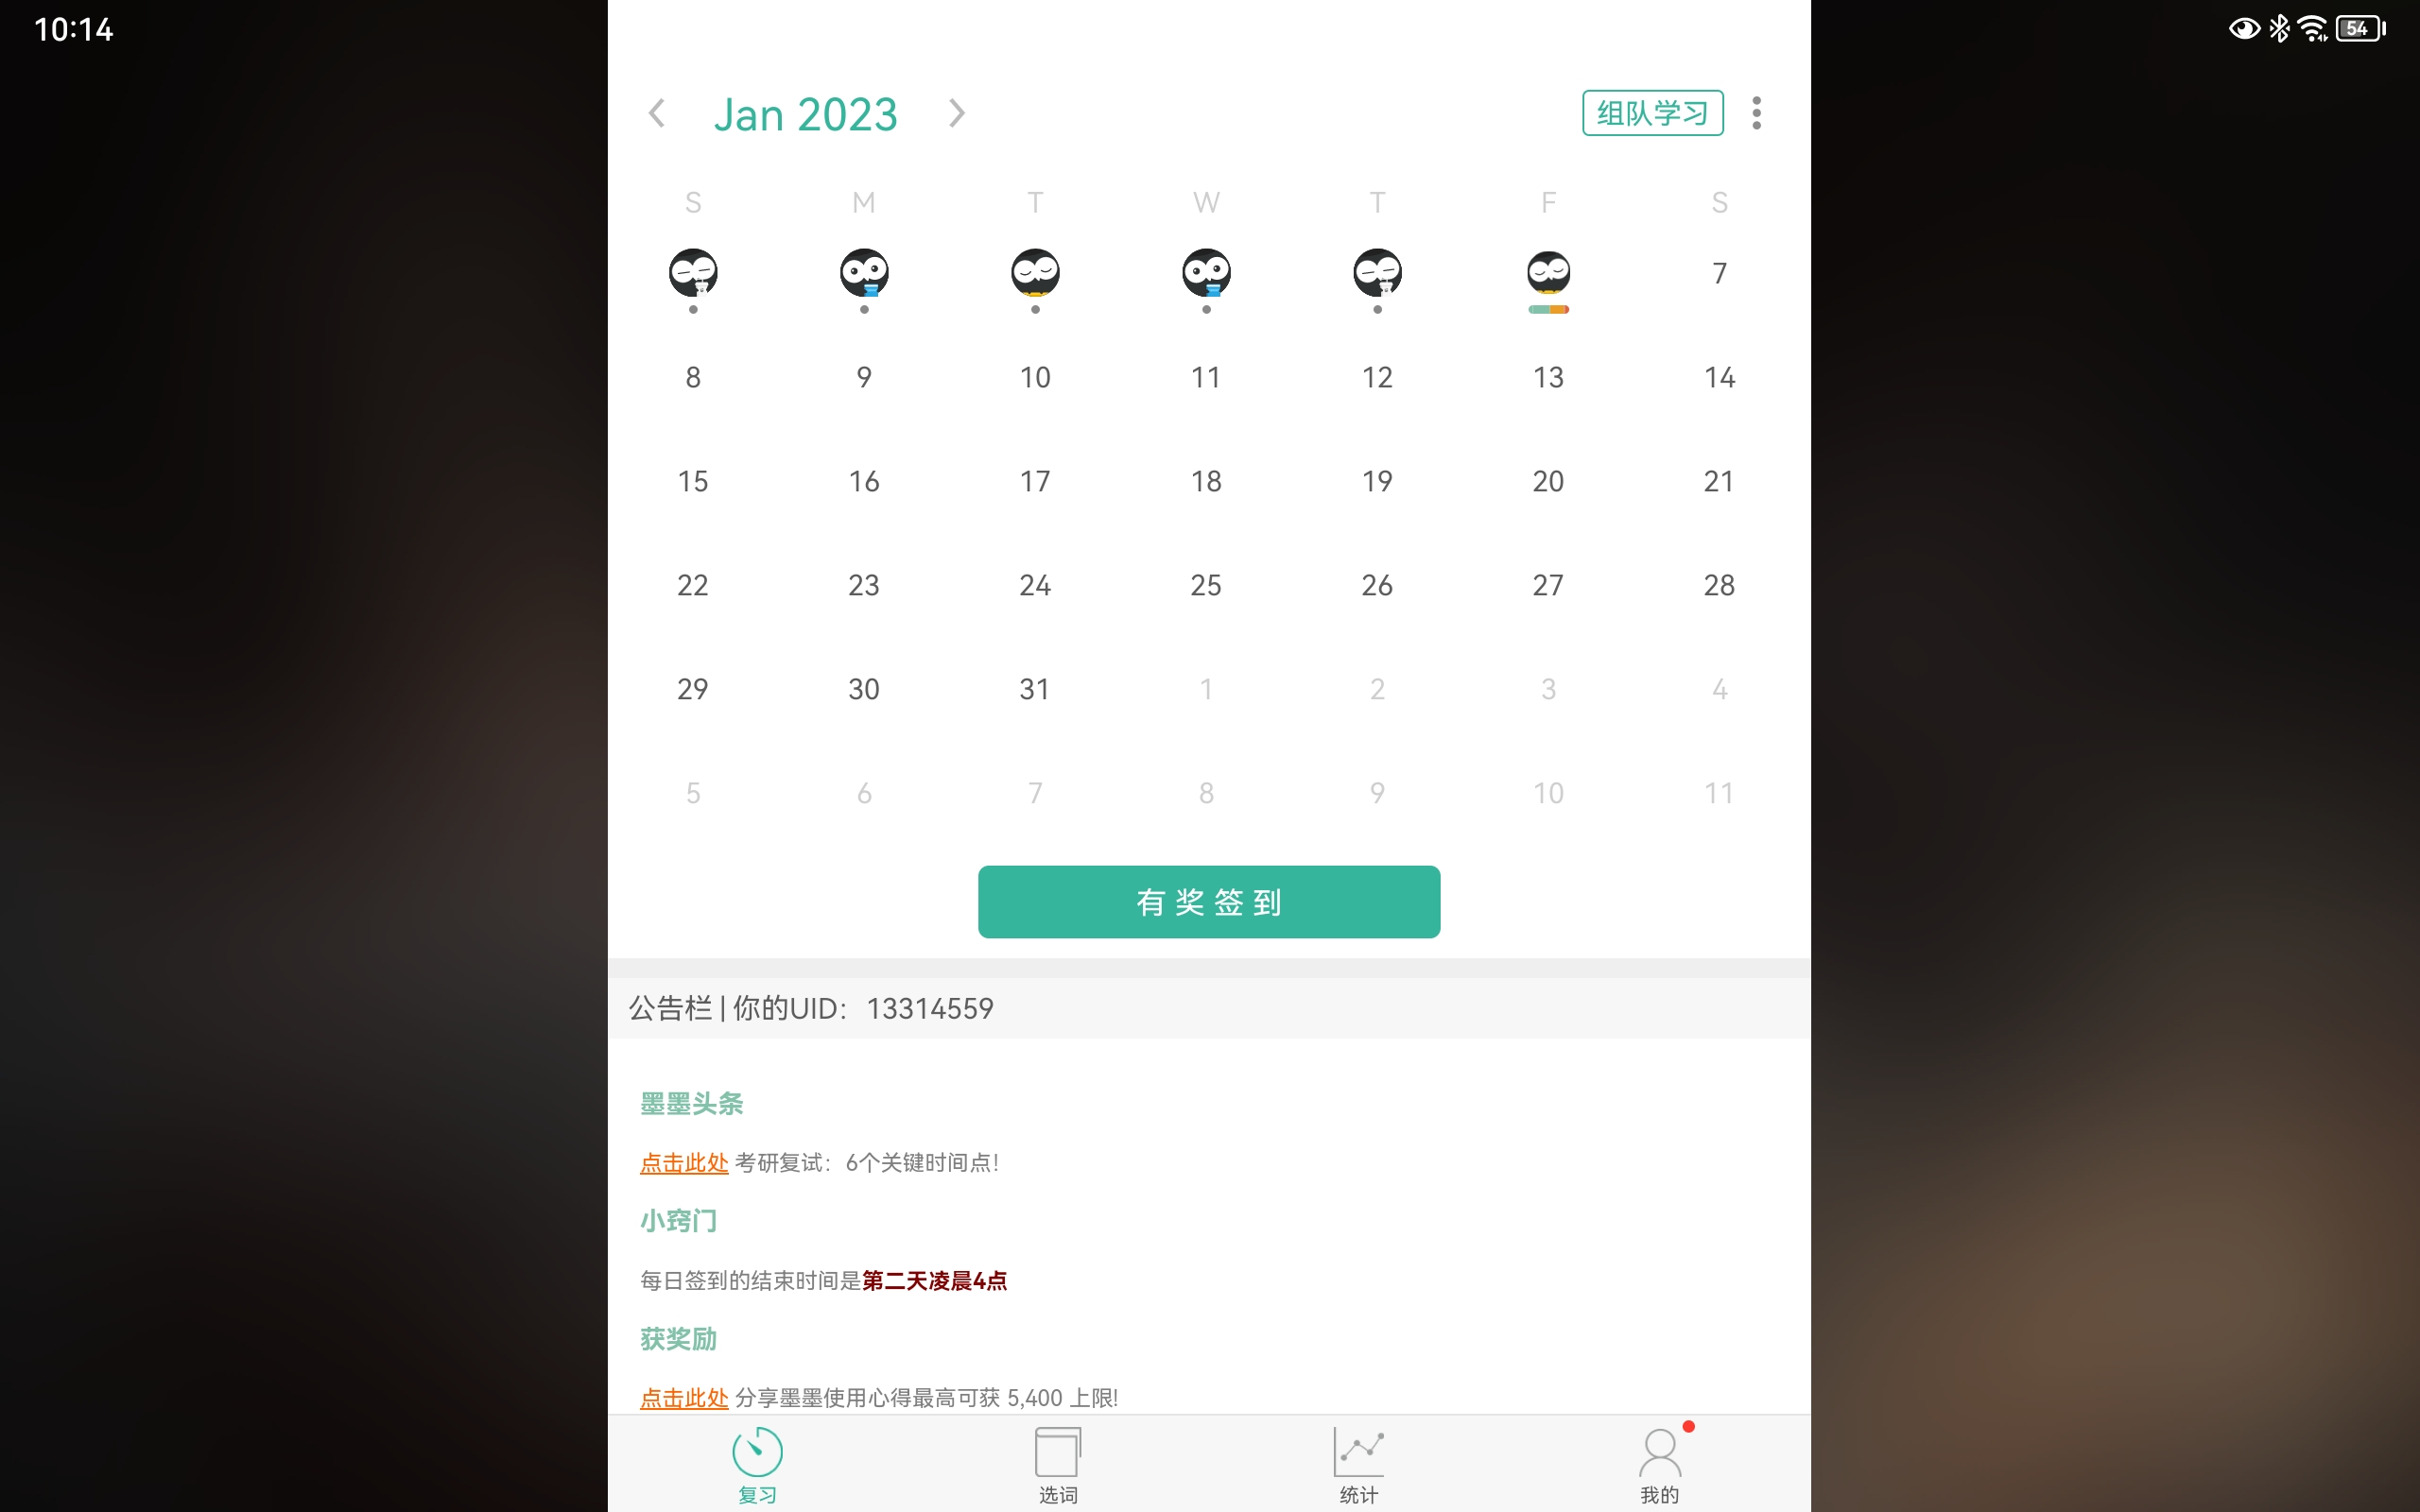 10:14
54
Jan 2023
组队学习
S M T W T F S
7
8 9 10 11 12 13 14
15 16 17 18 19 20 21
22 23 24 25 26 27 28
29 30 31 1 2 3 4
5 6 7 8 9 10 11
有奖签到
公告栏 | 你的UID： 13314559
墨墨头条
点击此处 考研复试：6个关键时间点！
小窍门
每日签到的结束时间是第二天凌晨4点
获奖励
点击此处 分享墨墨使用心得最高可获 5,400 上限!
复习 选词 统计 我的